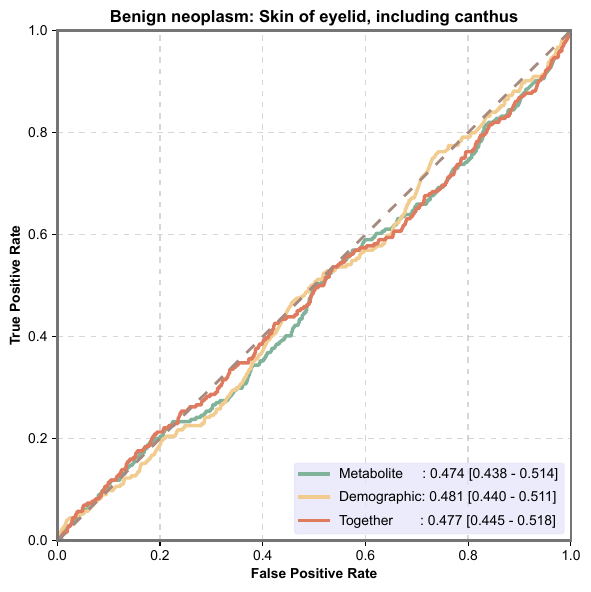 Benign neoplasm: Skin of eyelid, including canthus
1.0
0.8
0.6
0.4
0.2
0.0
True Positive Rate
Metabolite : 0.474 [0.438 - 0.514]
Demographic: 0.481 [0.440 - 0.511]
Together : 0.477 [0.445 - 0.518]
0.0 0.2 0.4 0.6 0.8 1.0
False Positive Rate